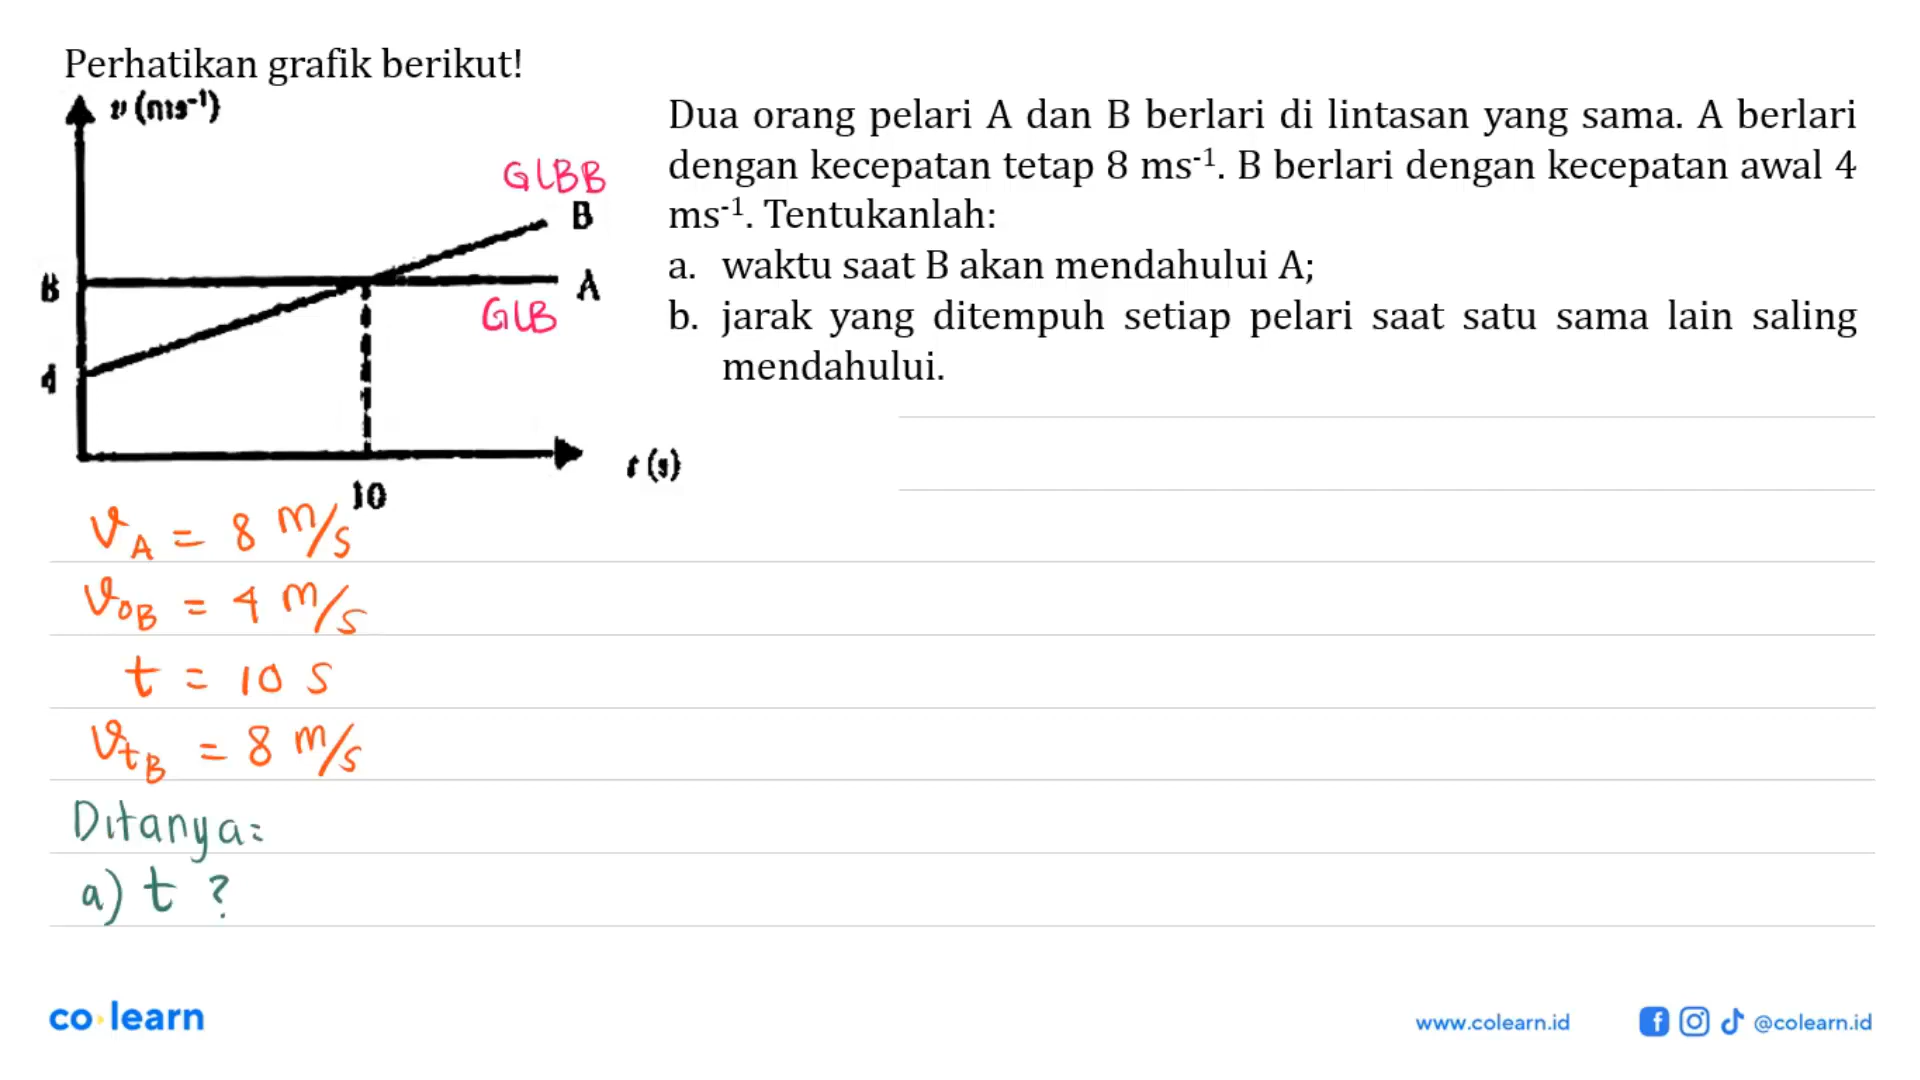 Perhatikan grafik berikut!
v (ms⁻¹)
GLBB
B
8
A
GLB
4
t (s)
10
Dua orang pelari A dan B berlari di lintasan yang sama. A berlari
dengan kecepatan tetap 8 ms⁻¹. B berlari dengan kecepatan awal 4
ms⁻¹. Tentukanlah:
a. waktu saat B akan mendahului A;
b. jarak yang ditempuh setiap pelari saat satu sama lain saling
mendahului.
v_A = 8 m/s
v_oB = 4 m/s
t = 10 s
v_tB = 8 m/s
Ditanya:
a) t ?
co learn
www.colearn.id
@colearn.id